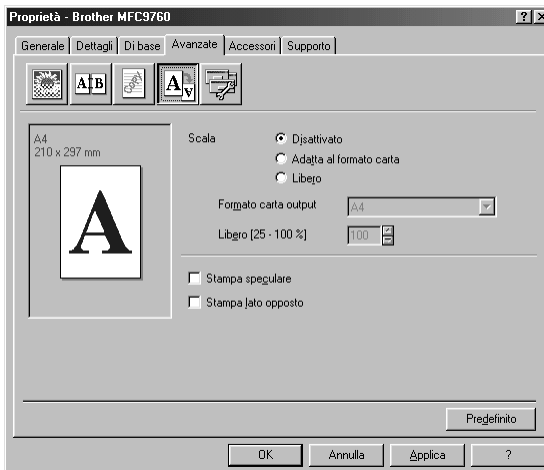 Proprietà - Brother MFC9760
Generale Dettagli Di base Avanzate Accessori Supporto
A B
Copy
A V
A4
210 x 297 mm
A
Scala
Disattivato
Adatta al formato carta
Libero
Formato carta output A4
Libero [25 - 100 %] 100
Stampa speculare
Stampa lato opposto
Predefinito
OK Annulla Applica ?